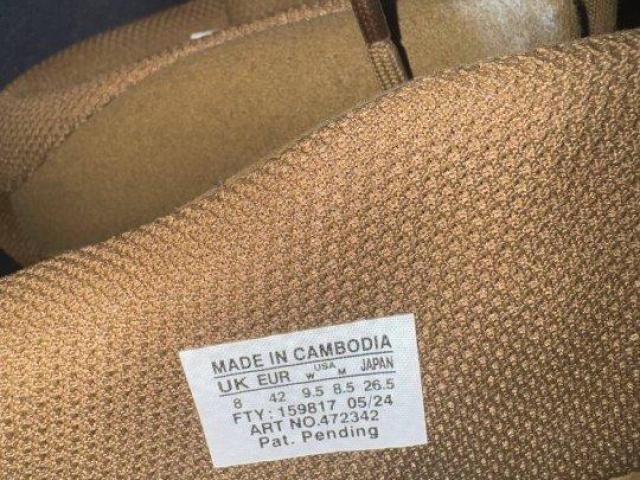 MADE IN CAMBODIA
UK EUR USA W M JAPAN
8 42 9.5 8.5 26.5
FTY: 159817 05/24
ART NO.472342
Pat. Pending